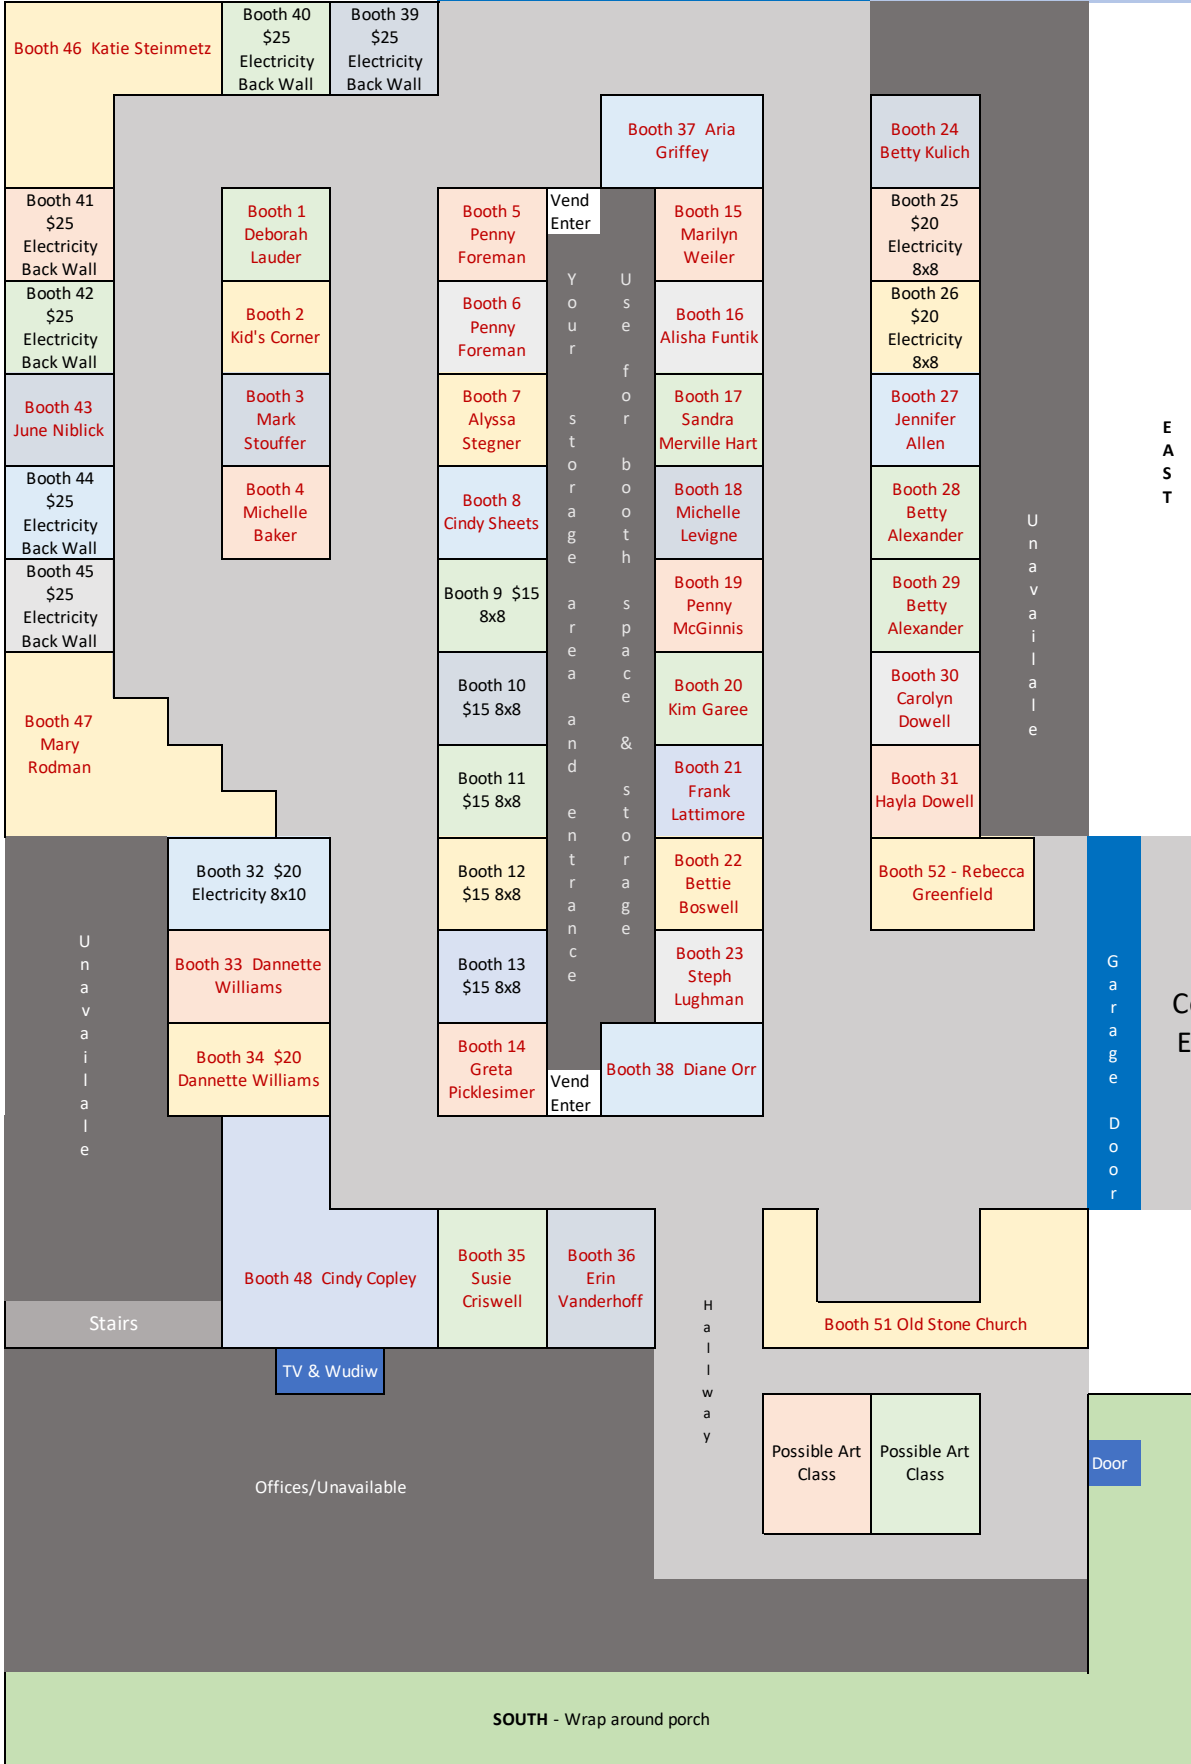 Booth 46 Katie Steinmetz
Booth 40
$25
Electricity
Back Wall
Booth 39
$25
Electricity
Back Wall
Booth 37 Aria
Griffey
Booth 24
Betty Kulich
Booth 41
$25
Electricity
Back Wall
Booth 1
Deborah
Lauder
Booth 5
Penny
Foreman
Vend
Enter
Booth 15
Marilyn
Weiler
Booth 25
$20
Electricity
8x8
Booth 42
$25
Electricity
Back Wall
Booth 2
Kid's Corner
Booth 6
Penny
Foreman
Your storage area and entrance
Use for booth space & storage
Booth 16
Alisha Funtik
Booth 26
$20
Electricity
8x8
Booth 43
June Niblick
Booth 3
Mark
Stouffer
Booth 7
Alyssa
Stegner
Booth 17
Sandra
Merville Hart
Booth 27
Jennifer
Allen
EAST
Booth 44
$25
Electricity
Back Wall
Booth 4
Michelle
Baker
Booth 8
Cindy Sheets
Booth 18
Michelle
Levigne
Booth 28
Betty
Alexander
Unavailale
Booth 45
$25
Electricity
Back Wall
Booth 9 $15
8x8
Booth 19
Penny
McGinnis
Booth 29
Betty
Alexander
Booth 47
Mary
Rodman
Booth 10
$15 8x8
Booth 20
Kim Garee
Booth 30
Carolyn
Dowell
Booth 11
$15 8x8
Booth 21
Frank
Lattimore
Booth 31
Hayla Dowell
Booth 32 $20
Electricity 8x10
Booth 12
$15 8x8
Booth 22
Bettie
Boswell
Booth 52 - Rebecca
Greenfield
Unavailale
Booth 33 Dannette
Williams
Booth 13
$15 8x8
Booth 23
Steph
Lughman
Garage Door
Booth 34 $20
Dannette Williams
Booth 14
Greta
Picklesimer
Vend
Enter
Booth 38 Diane Orr
Booth 48 Cindy Copley
Booth 35
Susie
Criswell
Booth 36
Erin
Vanderhoff
Hallway
Booth 51 Old Stone Church
Stairs
TV & Wudiw
Possible Art
Class
Possible Art
Class
Door
Offices/Unavailable
SOUTH - Wrap around porch